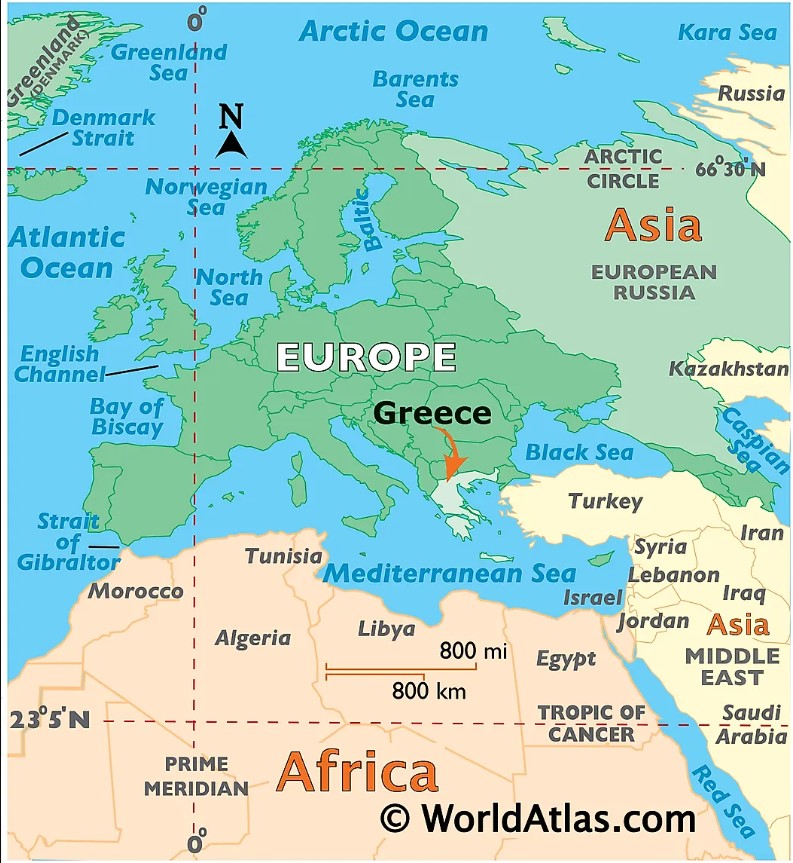 0°
Arctic Ocean
Kara Sea
Greenland
(DENMARK)
Greenland
Sea
Barents
Sea
Russia
Denmark
Strait
N
ARCTIC
CIRCLE
66°30'N
Norwegian
Sea
Baltic
Asia
Atlantic
Ocean
North
Sea
EUROPEAN
RUSSIA
English
Channel
EUROPE
Kazakhstan
Bay of
Biscay
Greece
Black Sea
Caspian
Sea
Turkey
Strait
of
Gibraltor
Tunisia
Mediterranean Sea
Syria
Iran
Lebanon
Morocco
Israel
Iraq
Jordan
Asia
Algeria
Libya
800 mi
800 km
Egypt
MIDDLE
EAST
23°5'N
TROPIC OF
CANCER
Saudi
Arabia
PRIME
MERIDIAN
Africa
Red Sea
© WorldAtlas.com
0°